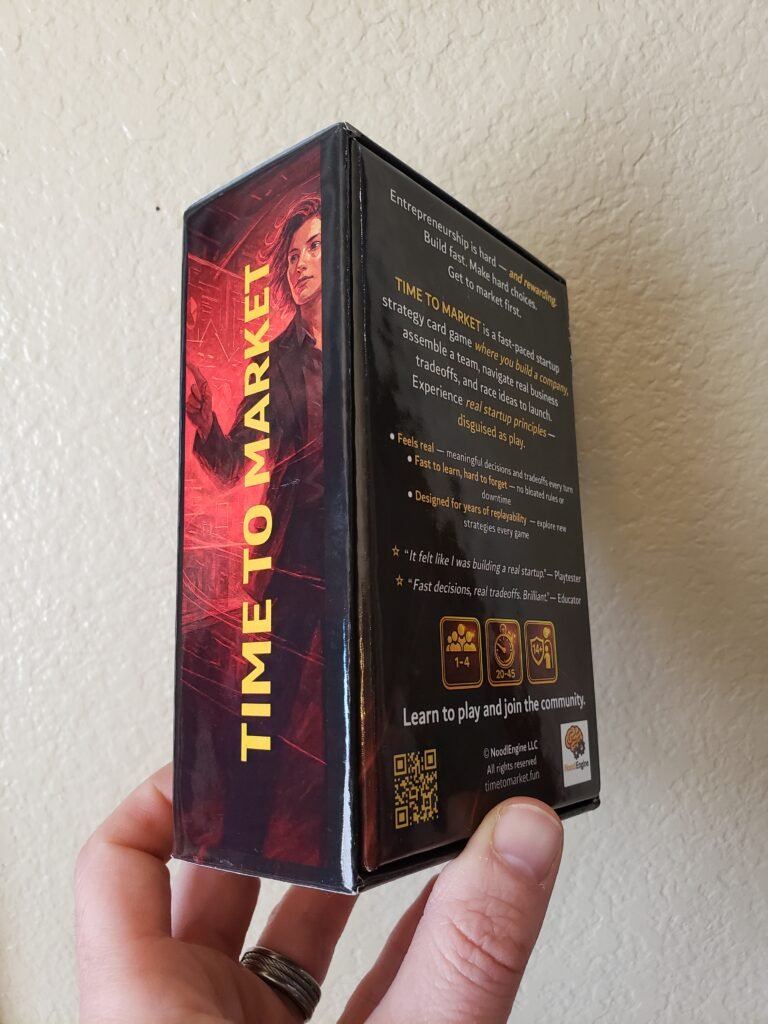 TIME TO MARKET
Entrepreneurship is hard — and rewarding.
Build fast. Make hard choices.
Get to market first.
TIME TO MARKET is a fast-paced startup
strategy card game where you build a company,
assemble a team, navigate real business
tradeoffs, and race ideas to launch.
Experience real startup principles —
disguised as play.
• Feels real — meaningful decisions and tradeoffs every turn
• Fast to learn, hard to forget — no bloated rules or
downtime
• Designed for years of replayability — explore new
strategies every game
☆ "It felt like I was building a real startup." — Playtester
☆ "Fast decisions, real tradeoffs. Brilliant." — Educator
1-4
20-45
14+
Learn to play and join the community.
© NoodlEngine LLC
All rights reserved
timetomarket.fun
NoodlEngine